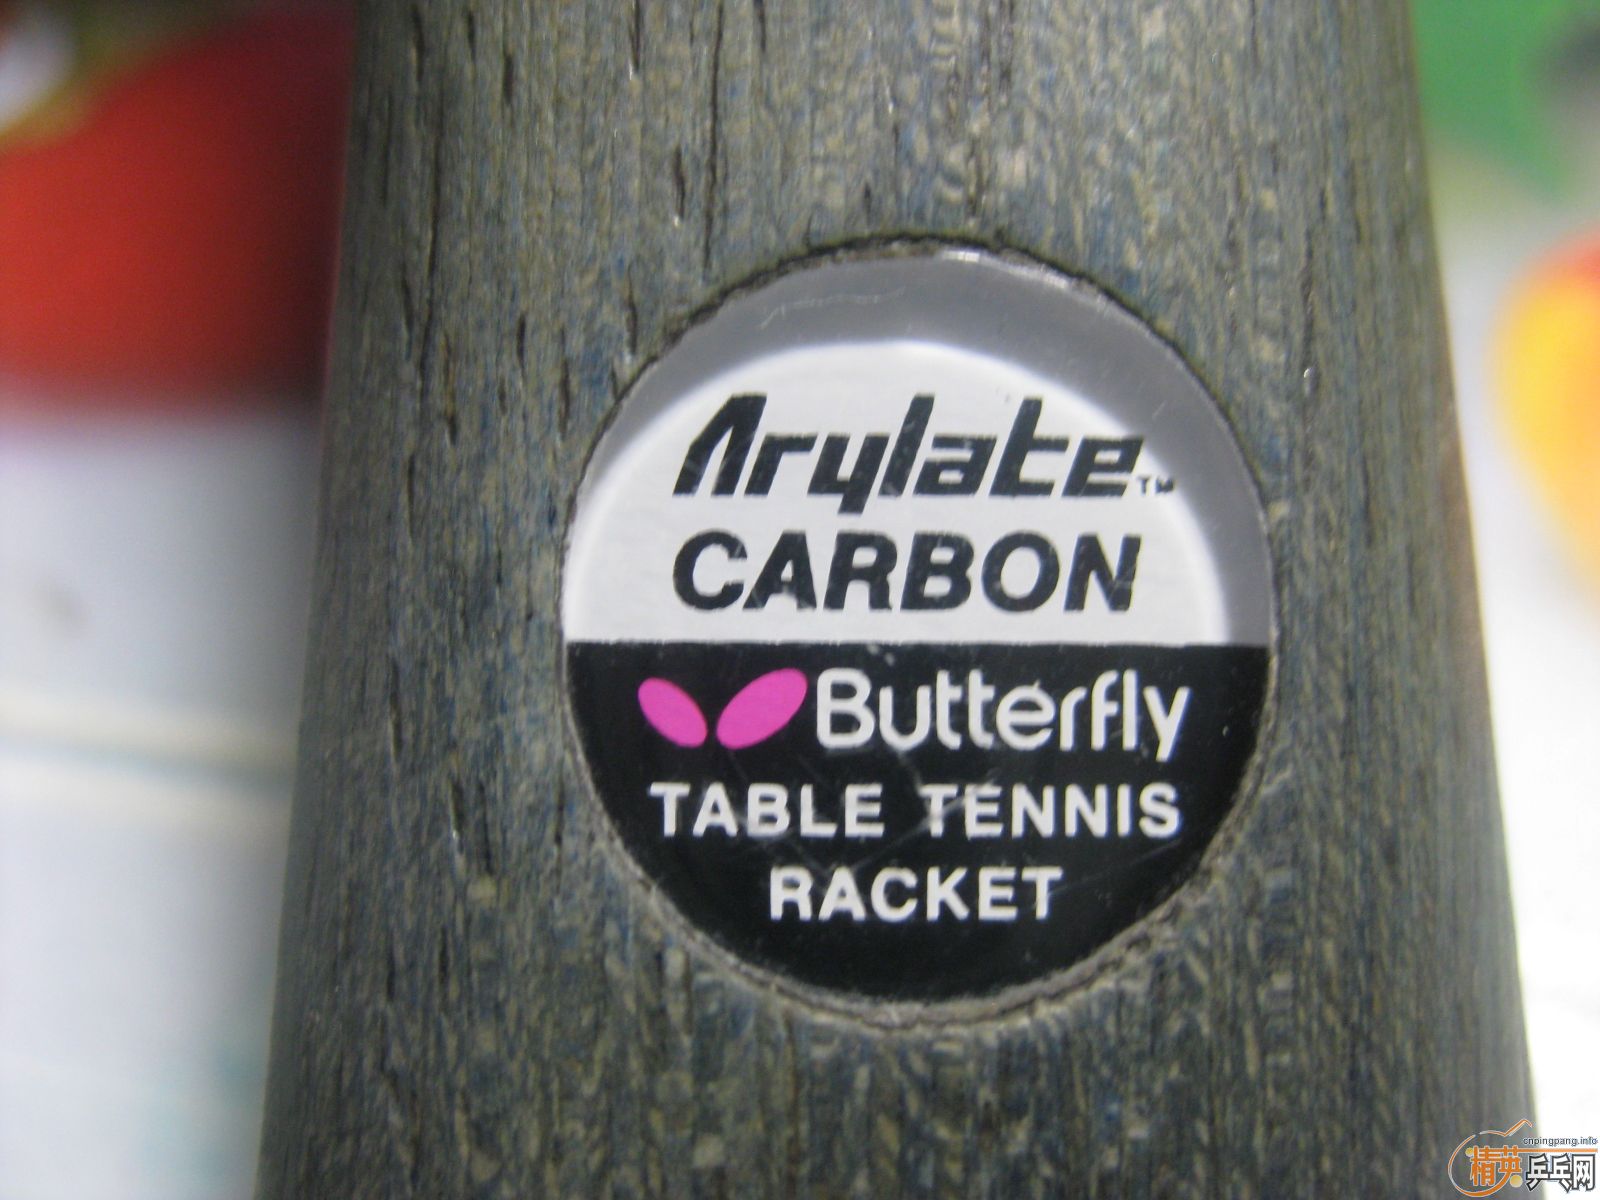 Arylate™
CARBON
Butterfly
TABLE TENNIS
RACKET
cnpingpang.info
精英乒乓网